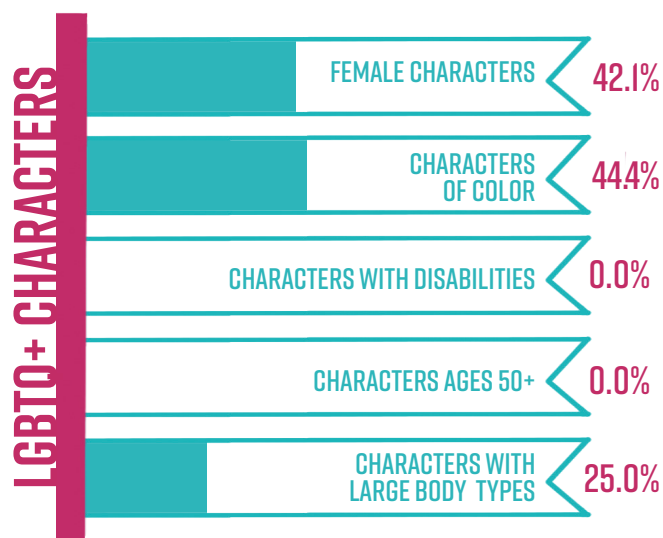 LGBTQ+ CHARACTERS
FEMALE CHARACTERS
42.1%
CHARACTERS
OF COLOR
44.4%
CHARACTERS WITH DISABILITIES
0.0%
CHARACTERS AGES 50+
0.0%
CHARACTERS WITH
LARGE BODY TYPES
25.0%